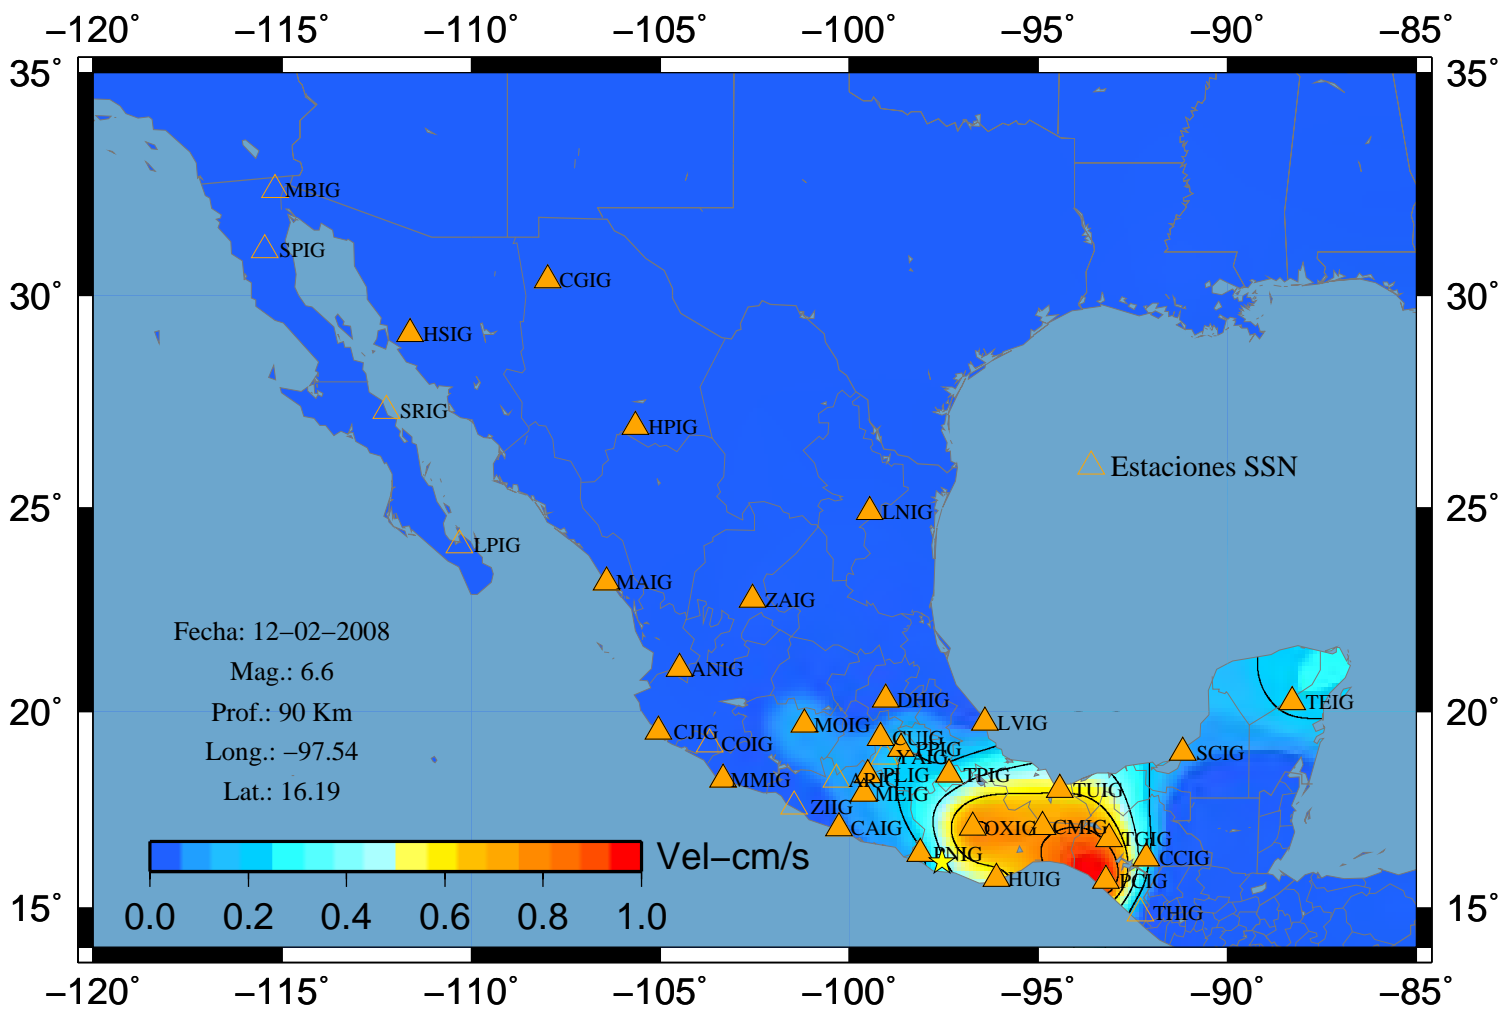 −120˚ −115˚ −110˚ −105˚ −100˚ −95˚ −90˚ −85˚
35˚ 35˚
MBIG
SPIG
CGIG
30˚ 30˚
HSIG
SRIG
HPIG
Estaciones SSN
25˚ LNIG 25˚
LPIG
MAIG
ZAIG
Fecha: 12−02−2008
Mag.: 6.6
Prof.: 90 Km
Long.: −97.54
Lat.: 16.19
ANIG
DHIG
TEIG
20˚ 20˚
MOIG
LVIG
CJIG
CUIG
COIG
PPIG
YAIG
SCIG
MMIG
ARIG
PLIG
TPIG
MEIG
TUIG
ZIIG
CAIG
OXIG
CMIG
TGIG
PNIG
CCIG
HUIG
PCIG
THIG
Vel−cm/s
0.0 0.2 0.4 0.6 0.8 1.0
15˚ 15˚
−120˚ −115˚ −110˚ −105˚ −100˚ −95˚ −90˚ −85˚